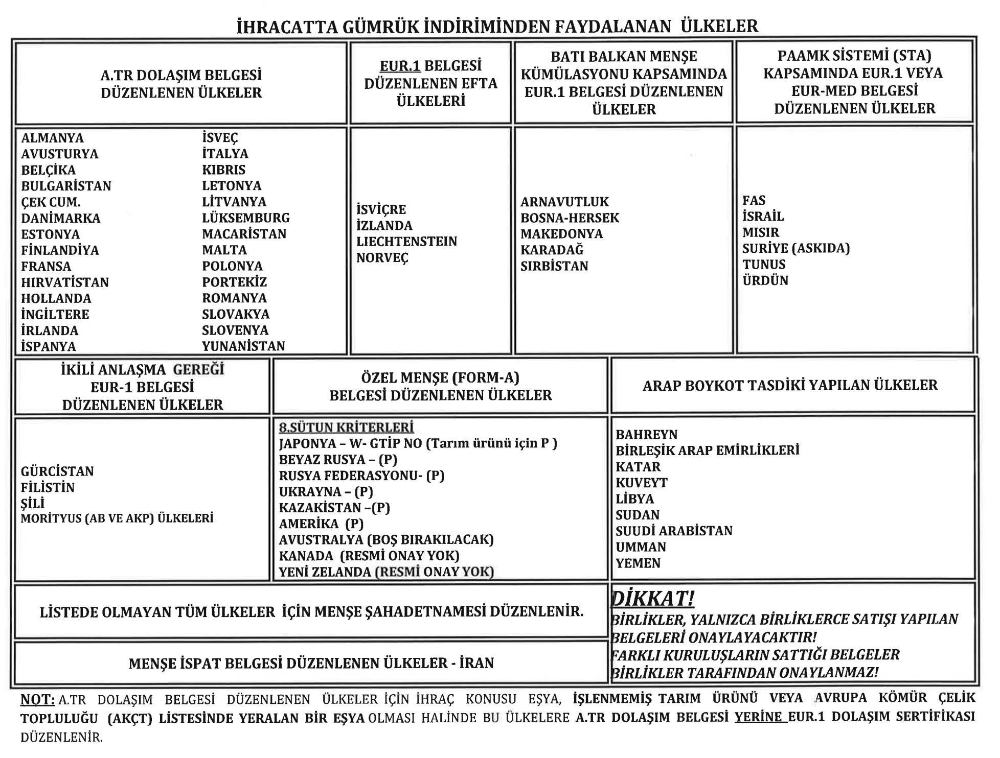 İHRACATTA GÜMRÜK İNDİRİMİNDEN FAYDALANAN ÜLKELER
A.TR DOLAŞIM BELGESİ
DÜZENLENEN ÜLKELER
EUR.1 BELGESİ
DÜZENLENEN EFTA
ÜLKELERİ
BATI BALKAN MENŞE
KÜMÜLASYONU KAPSAMINDA
EUR.1 BELGESİ DÜZENLENEN
ÜLKELER
PAAMK SİSTEMİ (STA)
KAPSAMINDA EUR.1 VEYA
EUR-MED BELGESİ
DÜZENLENEN ÜLKELER
ALMANYA
AVUSTURYA
BELÇİKA
BULGARİSTAN
ÇEK CUM.
DANİMARKA
ESTONYA
FİNLANDİYA
FRANSA
HIRVATİSTAN
HOLLANDA
İNGİLTERE
İRLANDA
İSPANYA
İSVEÇ
İTALYA
KIBRIS
LETONYA
LİTVANYA
LÜKSEMBURG
MACARİSTAN
MALTA
POLONYA
PORTEKİZ
ROMANYA
SLOVAKYA
SLOVENYA
YUNANİSTAN
İSVİÇRE
İZLANDA
LIECHTENSTEIN
NORVEÇ
ARNAVUTLUK
BOSNA-HERSEK
MAKEDONYA
KARADAĞ
SIRBİSTAN
FAS
İSRAİL
MISIR
SURİYE (ASKIDA)
TUNUS
ÜRDÜN
İKİLİ ANLAŞMA GEREĞİ
EUR-1 BELGESİ
DÜZENLENEN ÜLKELER
ÖZEL MENŞE (FORM-A)
BELGESİ DÜZENLENEN ÜLKELER
ARAP BOYKOT TASDİKİ YAPILAN ÜLKELER
GÜRCİSTAN
FİLİSTİN
ŞİLİ
MORİTYUS (AB VE AKP) ÜLKELERİ
8.SÜTUN KRİTERLERİ
JAPONYA – W- GTİP NO (Tarım ürünü için P )
BEYAZ RUSYA – (P)
RUSYA FEDERASYONU- (P)
UKRAYNA – (P)
KAZAKİSTAN –(P)
AMERİKA (P)
AVUSTRALYA (BOŞ BIRAKILACAK)
KANADA (RESMİ ONAY YOK)
YENİ ZELANDA (RESMİ ONAY YOK)
BAHREYN
BİRLEŞİK ARAP EMİRLİKLERİ
KATAR
KUVEYT
LİBYA
SUDAN
SUUDİ ARABİSTAN
UMMAN
YEMEN
LİSTEDE OLMAYAN TÜM ÜLKELER İÇİN MENŞE ŞAHADETNAMESİ DÜZENLENİR.
MENŞE İSPAT BELGESİ DÜZENLENEN ÜLKELER - İRAN
DİKKAT!
BİRLİKLER, YALNIZCA BİRLİKLERCE SATIŞI YAPILAN
BELGELERİ ONAYLAYACAKTIR!
FARKLI KURULUŞLARIN SATTIĞI BELGELER
BİRLİKLER TARAFINDAN ONAYLANMAZ!
NOT: A.TR DOLAŞIM BELGESİ DÜZENLENEN ÜLKELER İÇİN İHRAÇ KONUSU EŞYA, İŞLENMEMİŞ TARIM ÜRÜNÜ VEYA AVRUPA KÖMÜR ÇELİK
TOPLULUĞU (AKÇT) LİSTESİNDE YERALAN BİR EŞYA OLMASI HALİNDE BU ÜLKELERE A.TR DOLAŞIM BELGESİ YERİNE EUR.1 DOLAŞIM SERTİFİKASI
DÜZENLENİR.